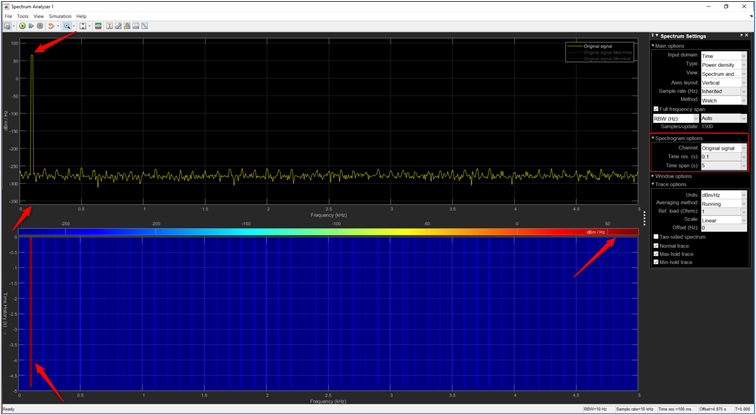 Spectrum Analyzer 1
File Tools View Simulation Help
Original signal
Original signal Max-Hold
Original signal Min-Hold
100
50
0
-50
-100
-150
-200
-250
-300
-350
dBm / Hz
0 0.5 1 1.5 2 2.5 3 3.5 4 4.5 5
Frequency (kHz)
-250 -200 -150 -100 -50 0 50
dBm / Hz
0
-0.5
-1
-1.5
-2
-2.5
-3
-3.5
-4
-4.5
-5
Time History (s)
0 0.5 1 1.5 2 2.5 3 3.5 4 4.5 5
Frequency (kHz)
Spectrum Settings
Main options
Input domain: Time
Type: Power density
View: Spectrum and ...
Axes layout: Vertical
Sample rate (Hz): Inherited
Method: Welch
Full frequency span
RBW (Hz) Auto
Samples/update: 1500
Spectrogram options
Channel: Original signal
Time res. (s): 0.1
Time span (s): 5
Window options
Trace options
Units: dBm/Hz
Averaging method: Running
Ref. load (Ohms): 1
Scale: Linear
Offset (Hz): 0
Two-sided spectrum
Normal trace
Max-hold trace
Min-hold trace
Ready RBW=10 Hz Sample rate=10 kHz Time res.=100 ms Offset=4.875 s T=5.000